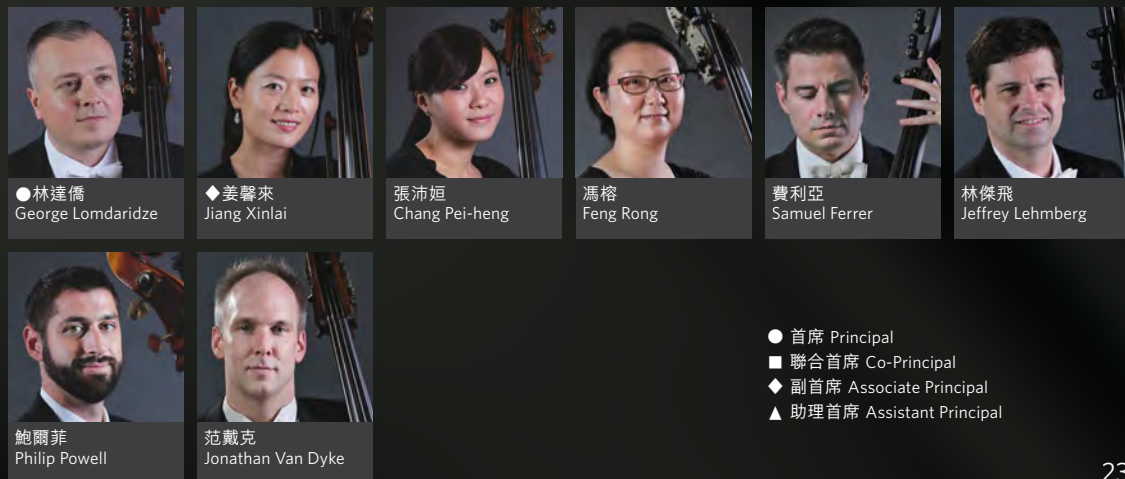 ●林達僑
George Lomdaridze
◆姜馨來
Jiang Xinlai
張沛姮
Chang Pei-heng
馮榕
Feng Rong
費利亞
Samuel Ferrer
林傑飛
Jeffrey Lehmberg
鮑爾菲
Philip Powell
范戴克
Jonathan Van Dyke
● 首席 Principal
■ 聯合首席 Co-Principal
◆ 副首席 Associate Principal
▲ 助理首席 Assistant Principal
23